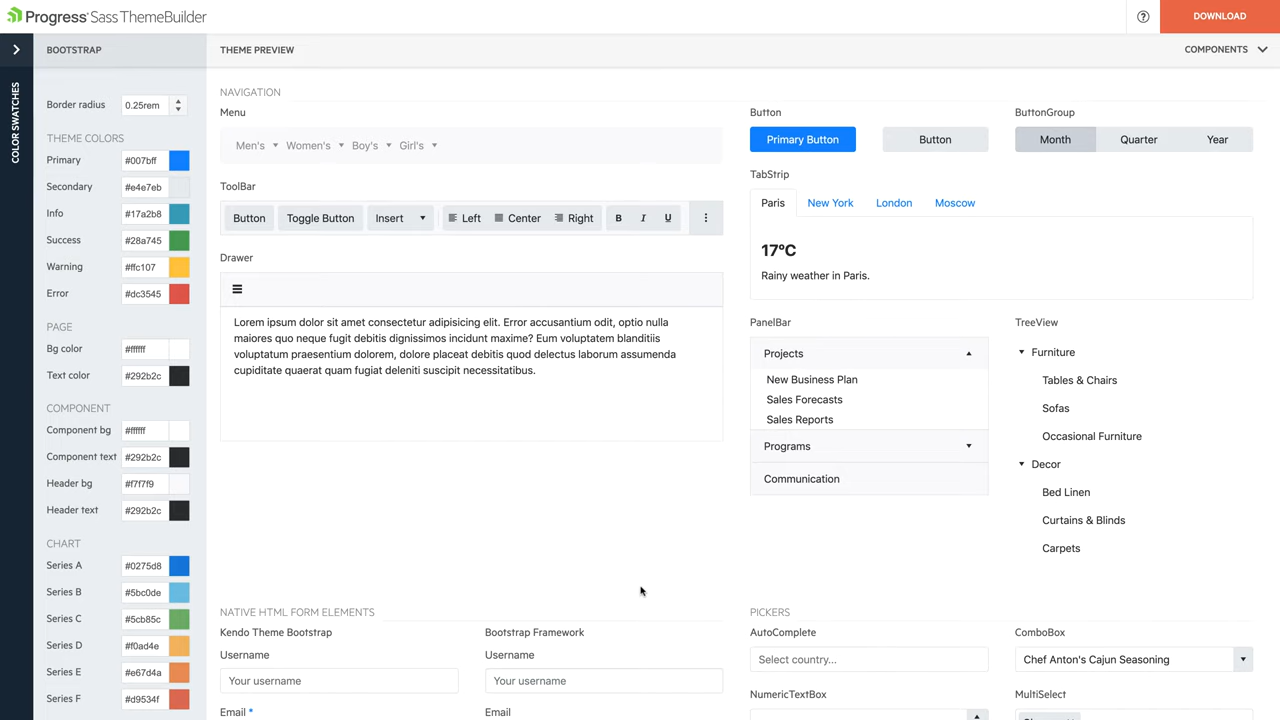 Progress® Sass ThemeBuilder
DOWNLOAD
BOOTSTRAP
THEME PREVIEW
COMPONENTS
COLOR SWATCHES
Border radius 0.25rem
THEME COLORS
Primary #007bff
Secondary #e4e7eb
Info #17a2b8
Success #28a745
Warning #ffc107
Error #dc3545
PAGE
Bg color #ffffff
Text color #292b2c
COMPONENT
Component bg #ffffff
Component text #292b2c
Header bg #f7f7f9
Header text #292b2c
CHART
Series A #0275d8
Series B #5bc0de
Series C #5cb85c
Series D #f0ad4e
Series E #e67d4a
Series F #d9534f
NAVIGATION
Menu
Men's Women's Boy's Girl's
ToolBar
Button Toggle Button Insert Left Center Right B I U
Drawer
Lorem ipsum dolor sit amet consectetur adipisicing elit. Error accusantium odit, optio nulla
maiores quo neque fugit debitis dignissimos incidunt maxime? Eum voluptatem blanditiis
voluptatum praesentium dolorem, dolore placeat debitis quod delectus laborum assumenda
cupiditate quaerat quam fugiat deleniti suscipit necessitatibus.
Button
Primary Button Button
ButtonGroup
Month Quarter Year
TabStrip
Paris New York London Moscow
17ºC
Rainy weather in Paris.
PanelBar
Projects
New Business Plan
Sales Forecasts
Sales Reports
Programs
Communication
TreeView
Furniture
Tables & Chairs
Sofas
Occasional Furniture
Decor
Bed Linen
Curtains & Blinds
Carpets
NATIVE HTML FORM ELEMENTS
Kendo Theme Bootstrap
Username
Your username
Email *
Bootstrap Framework
Username
Your username
Email
PICKERS
AutoComplete
Select country...
NumericTextBox
ComboBox
Chef Anton's Cajun Seasoning
MultiSelect